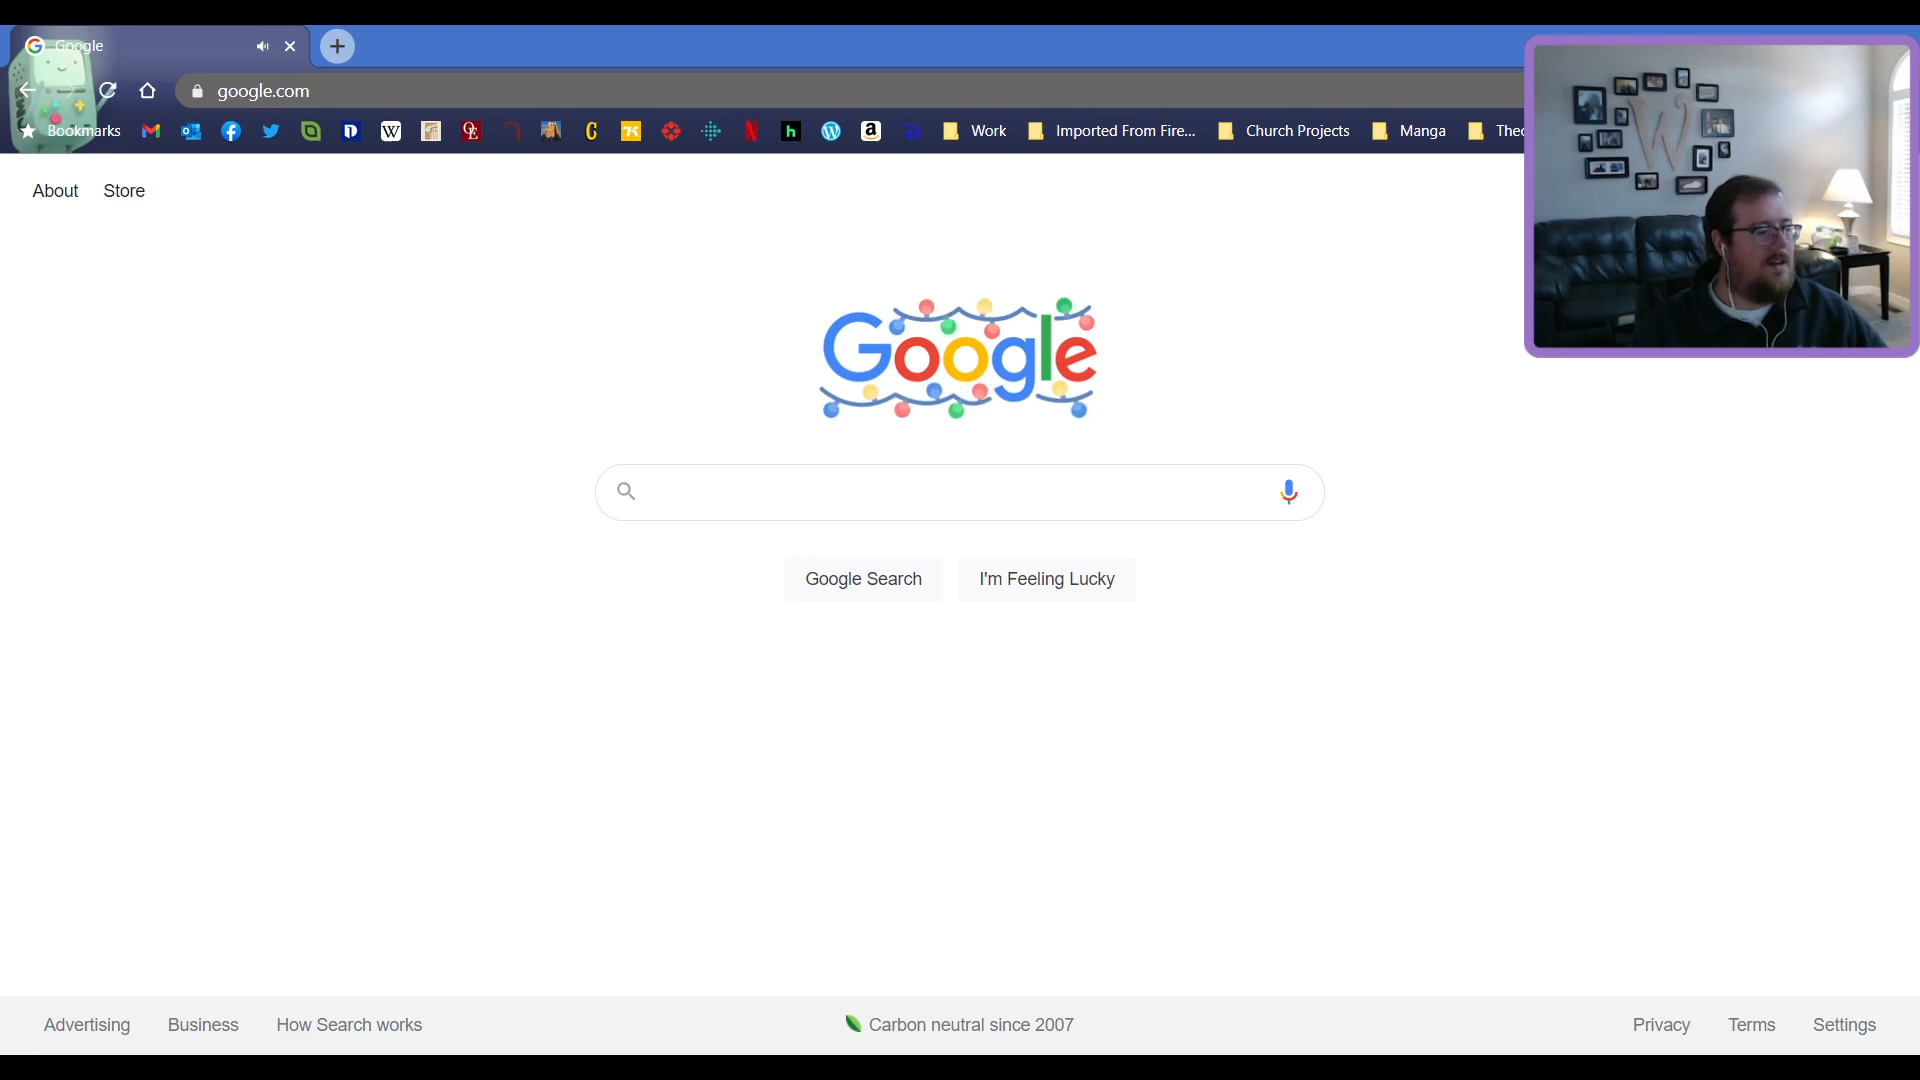 Google
google.com
Bookmarks
Work
Imported From Fire...
Church Projects
Manga
About
Store
W
Google
Google Search
I'm Feeling Lucky
Advertising
Business
How Search works
Carbon neutral since 2007
Privacy
Terms
Settings